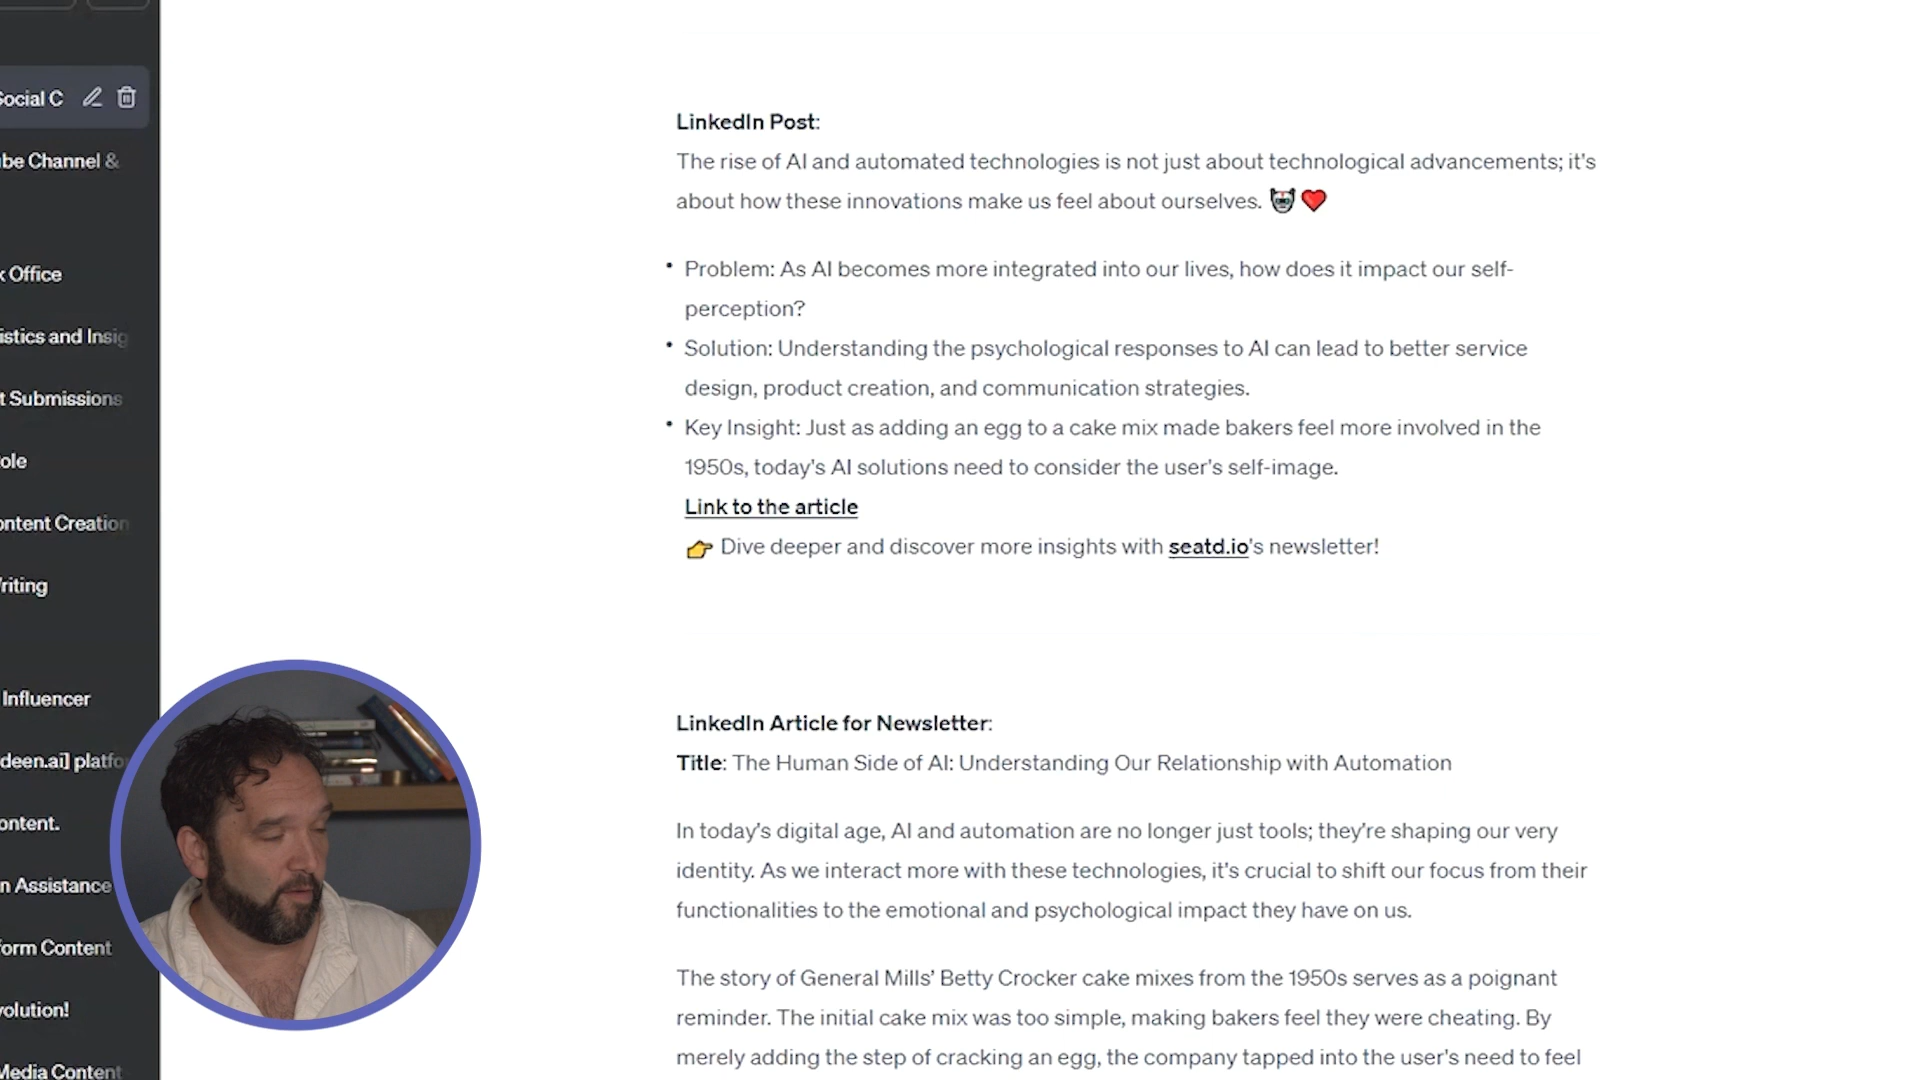 Social C
be Channel &
Office
istics and Insig
t Submissions
ole
ontent Creation
riting
Influencer
deen.ai] platfo
ontent.
n Assistance
form Content
volution!
Media Content
LinkedIn Post:
The rise of AI and automated technologies is not just about technological advancements; it's
about how these innovations make us feel about ourselves. 🤖❤️
• Problem: As AI becomes more integrated into our lives, how does it impact our self-
perception?
• Solution: Understanding the psychological responses to AI can lead to better service
design, product creation, and communication strategies.
• Key Insight: Just as adding an egg to a cake mix made bakers feel more involved in the
1950s, today's AI solutions need to consider the user's self-image.
Link to the article
👉 Dive deeper and discover more insights with seatd.io's newsletter!
LinkedIn Article for Newsletter:
Title: The Human Side of AI: Understanding Our Relationship with Automation
In today's digital age, AI and automation are no longer just tools; they're shaping our very
identity. As we interact more with these technologies, it's crucial to shift our focus from their
functionalities to the emotional and psychological impact they have on us.
The story of General Mills’ Betty Crocker cake mixes from the 1950s serves as a poignant
reminder. The initial cake mix was too simple, making bakers feel they were cheating. By
merely adding the step of cracking an egg, the company tapped into the user's need to feel